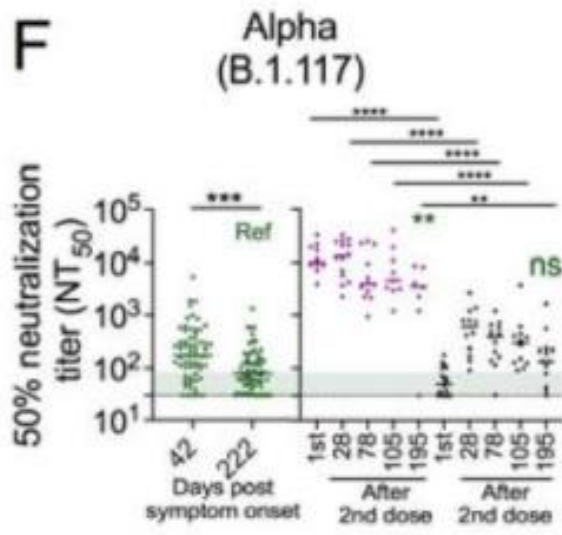 F
Alpha
(B.1.117)
****
****
****
****
**
***
Ref
**
ns
50% neutralization
titer (NT50)
10^5
10^4
10^3
10^2
10^1
42 222
Days post
symptom onset
1st 28 78 105 195 1st 28 78 105 195
After
2nd dose
After
2nd dose